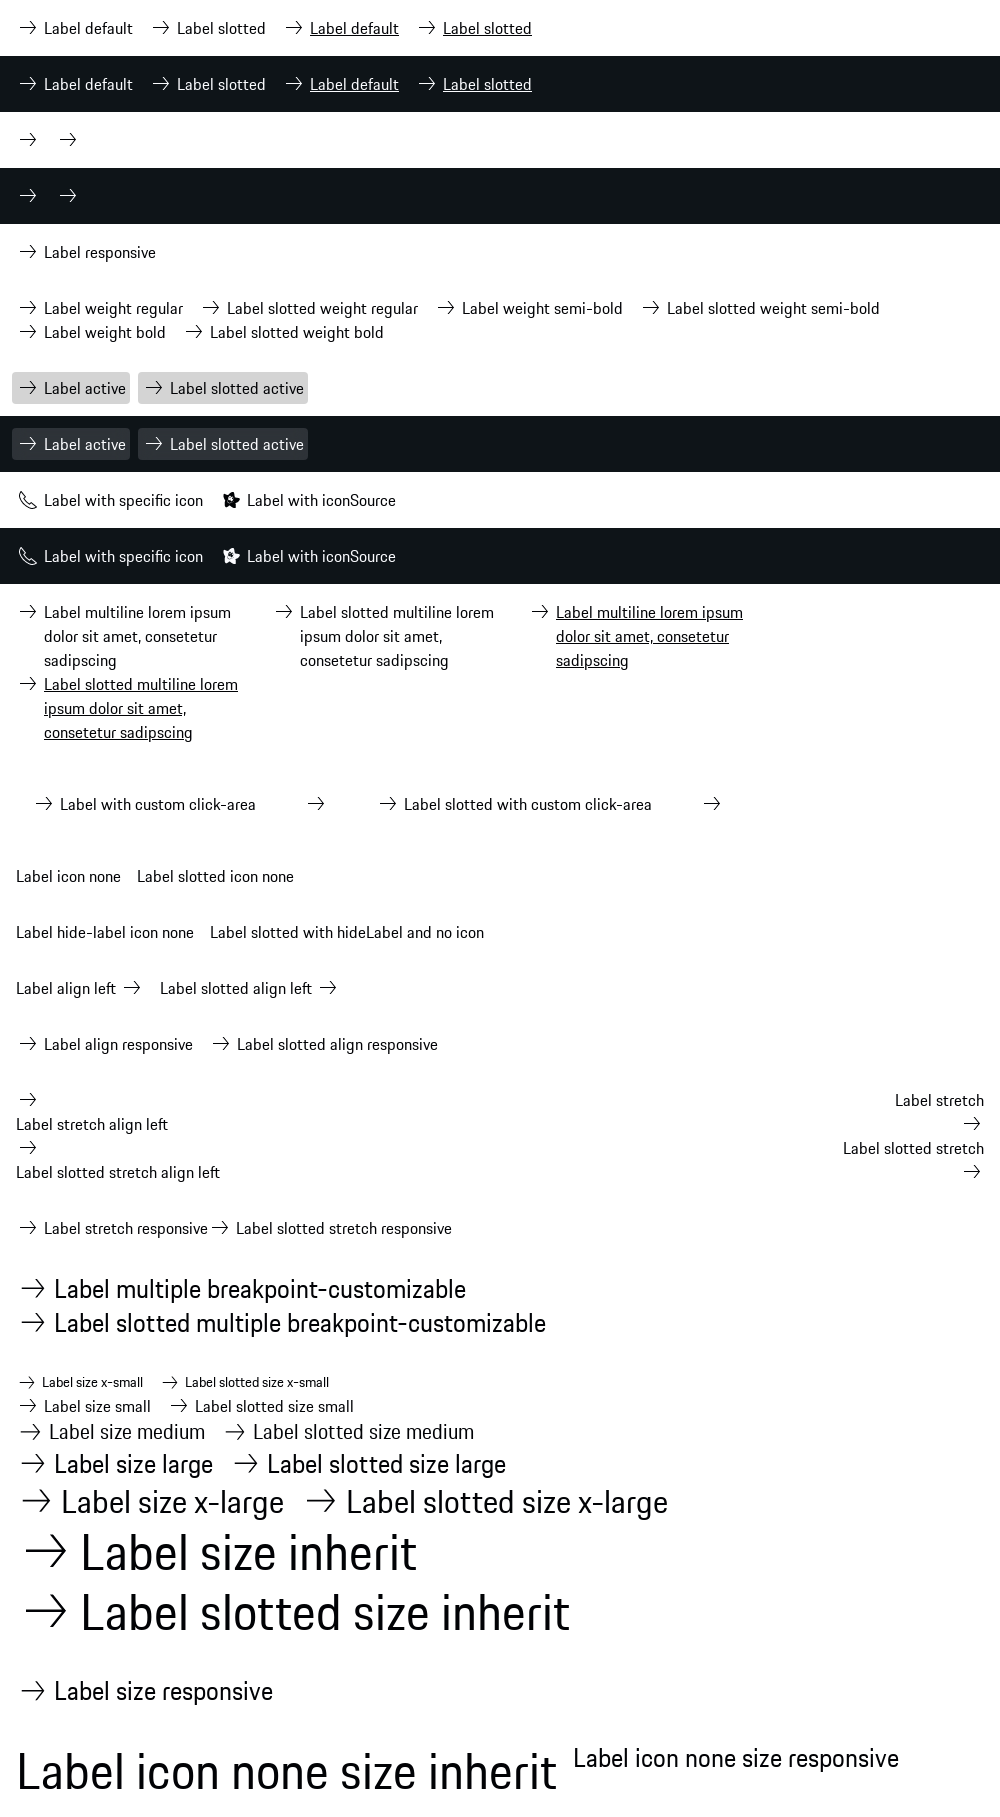 Label default Label slotted Label default Label slotted
Label default Label slotted Label default Label slotted
Label responsive
Label weight regular Label slotted weight regular Label weight semi-bold Label slotted weight semi-bold
Label weight bold Label slotted weight bold
Label active Label slotted active
Label active Label slotted active
Label with specific icon Label with iconSource
Label with specific icon Label with iconSource
Label multiline lorem ipsum
dolor sit amet, consetetur
sadipscing
Label slotted multiline lorem
ipsum dolor sit amet,
consetetur sadipscing
Label multiline lorem ipsum
dolor sit amet, consetetur
sadipscing
Label slotted multiline lorem
ipsum dolor sit amet,
consetetur sadipscing
Label with custom click-area Label slotted with custom click-area
Label icon none Label slotted icon none
Label hide-label icon none Label slotted with hideLabel and no icon
Label align left Label slotted align left
Label align responsive Label slotted align responsive
Label stretch
Label stretch align left
Label slotted stretch
Label slotted stretch align left
Label stretch responsive Label slotted stretch responsive
Label multiple breakpoint-customizable
Label slotted multiple breakpoint-customizable
Label size x-small Label slotted size x-small
Label size small Label slotted size small
Label size medium Label slotted size medium
Label size large Label slotted size large
Label size x-large Label slotted size x-large
Label size inherit
Label slotted size inherit
Label size responsive
Label icon none size inherit Label icon none size responsive